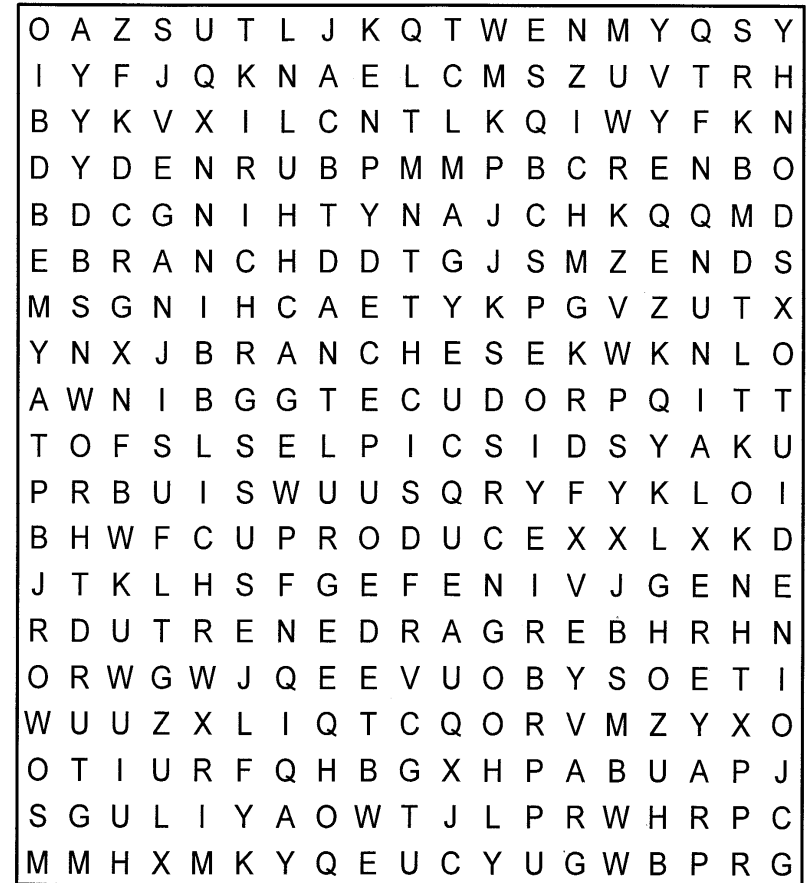 O A Z S U T L J K Q T W E N M Y Q S Y
I Y F J Q K N A E L C M S Z U V T R H
B Y K V X I L C N T L K Q I W Y F K N
D Y D E N R U B P M M P B C R E N B O
B D C G N I H T Y N A J C H K Q Q M D
E B R A N C H D D T G J S M Z E N D S
M S G N I H C A E T Y K P G V Z U T X
Y N X J B R A N C H E S E K W K N L O
A W N I B G G T E C U D O R P Q I T T
T O F S L S E L P I C S I D S Y A K U
P R B U I S W U U S Q R Y F Y K L O I
B H W F C U P R O D U C E X X L X K D
J T K L H S F G E F E N I V J G E N E
R D U T R E N E D R A G R E B H R H N
O R W G W J Q E E V U O B Y S O E T I
W U U Z X L I Q T C Q O R V M Z Y X O
O T I U R F Q H B G X H P A B U A P J
S G U L I Y A O W T J L P R W H R P C
M M H X M K Y Q E U C Y U G W B P R G